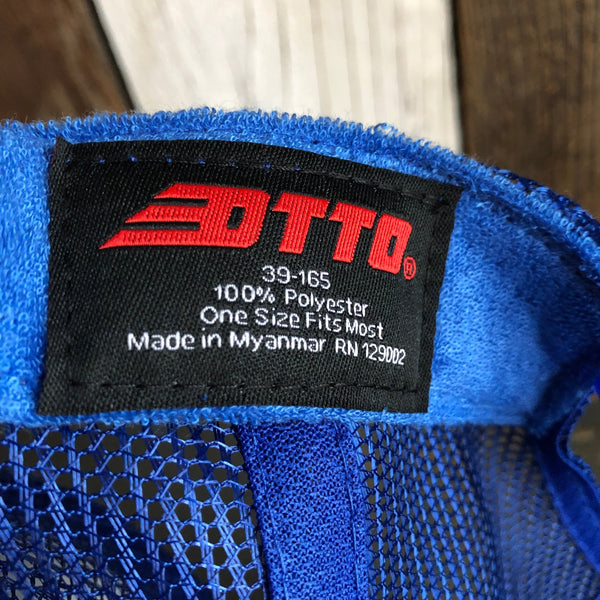 OTTO®
39-165
100% Polyester
One Size Fits Most
Made in Myanmar RN 129002